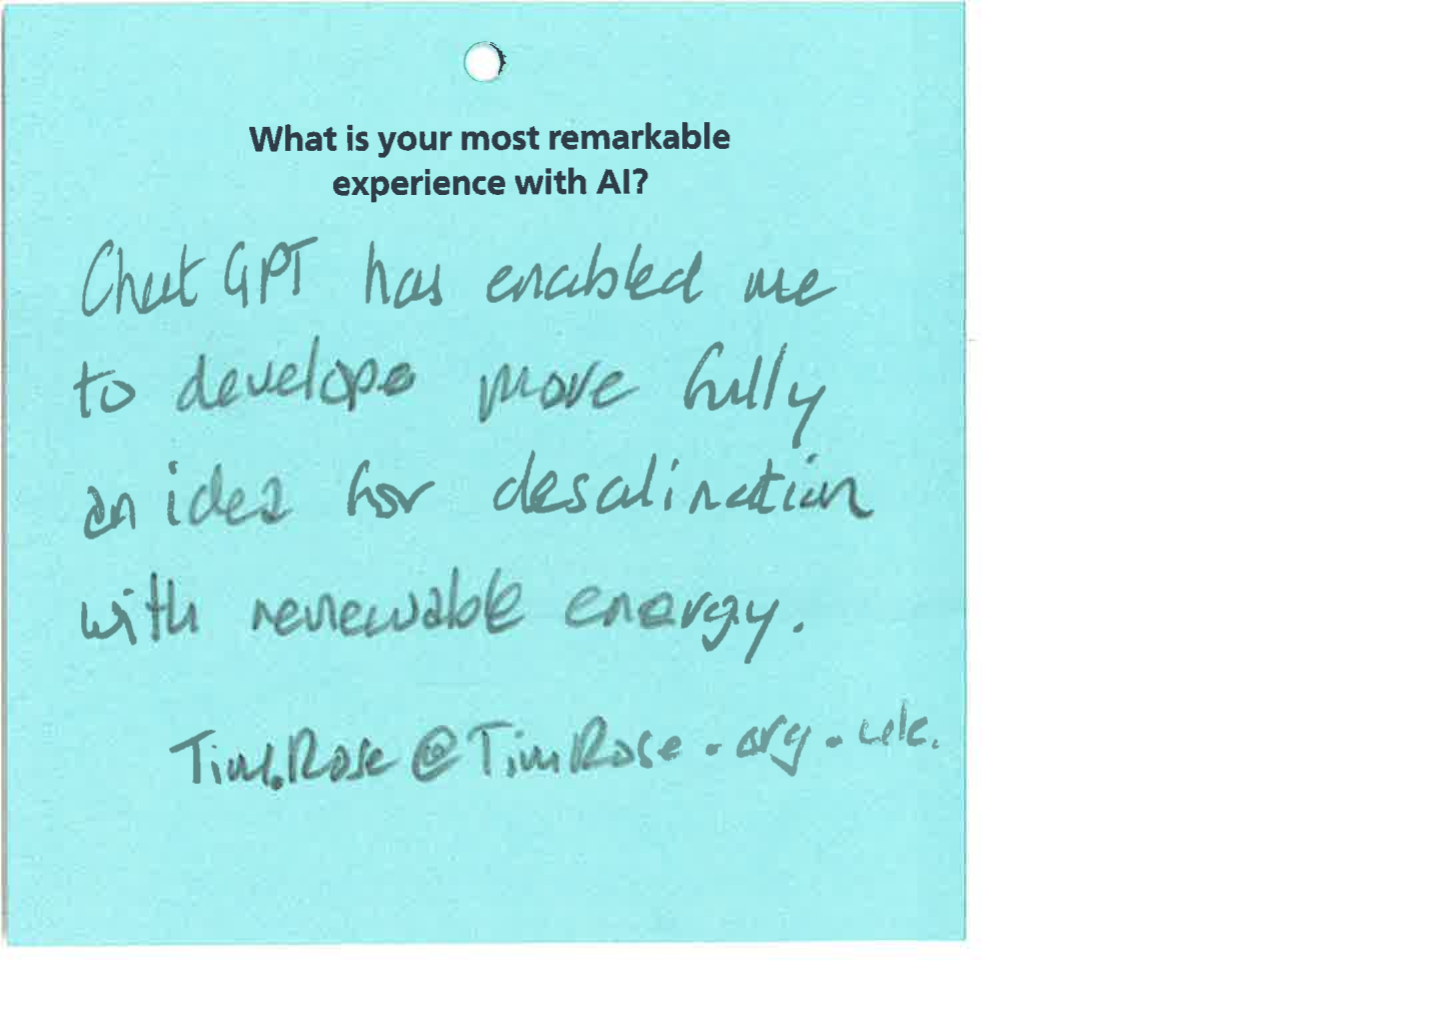 What is your most remarkable
experience with AI?
Chat GPT has enabled me
to develope more fully
an idea for desalination
with renewable energy.
Tim.Rose@TimRose.org.uk.